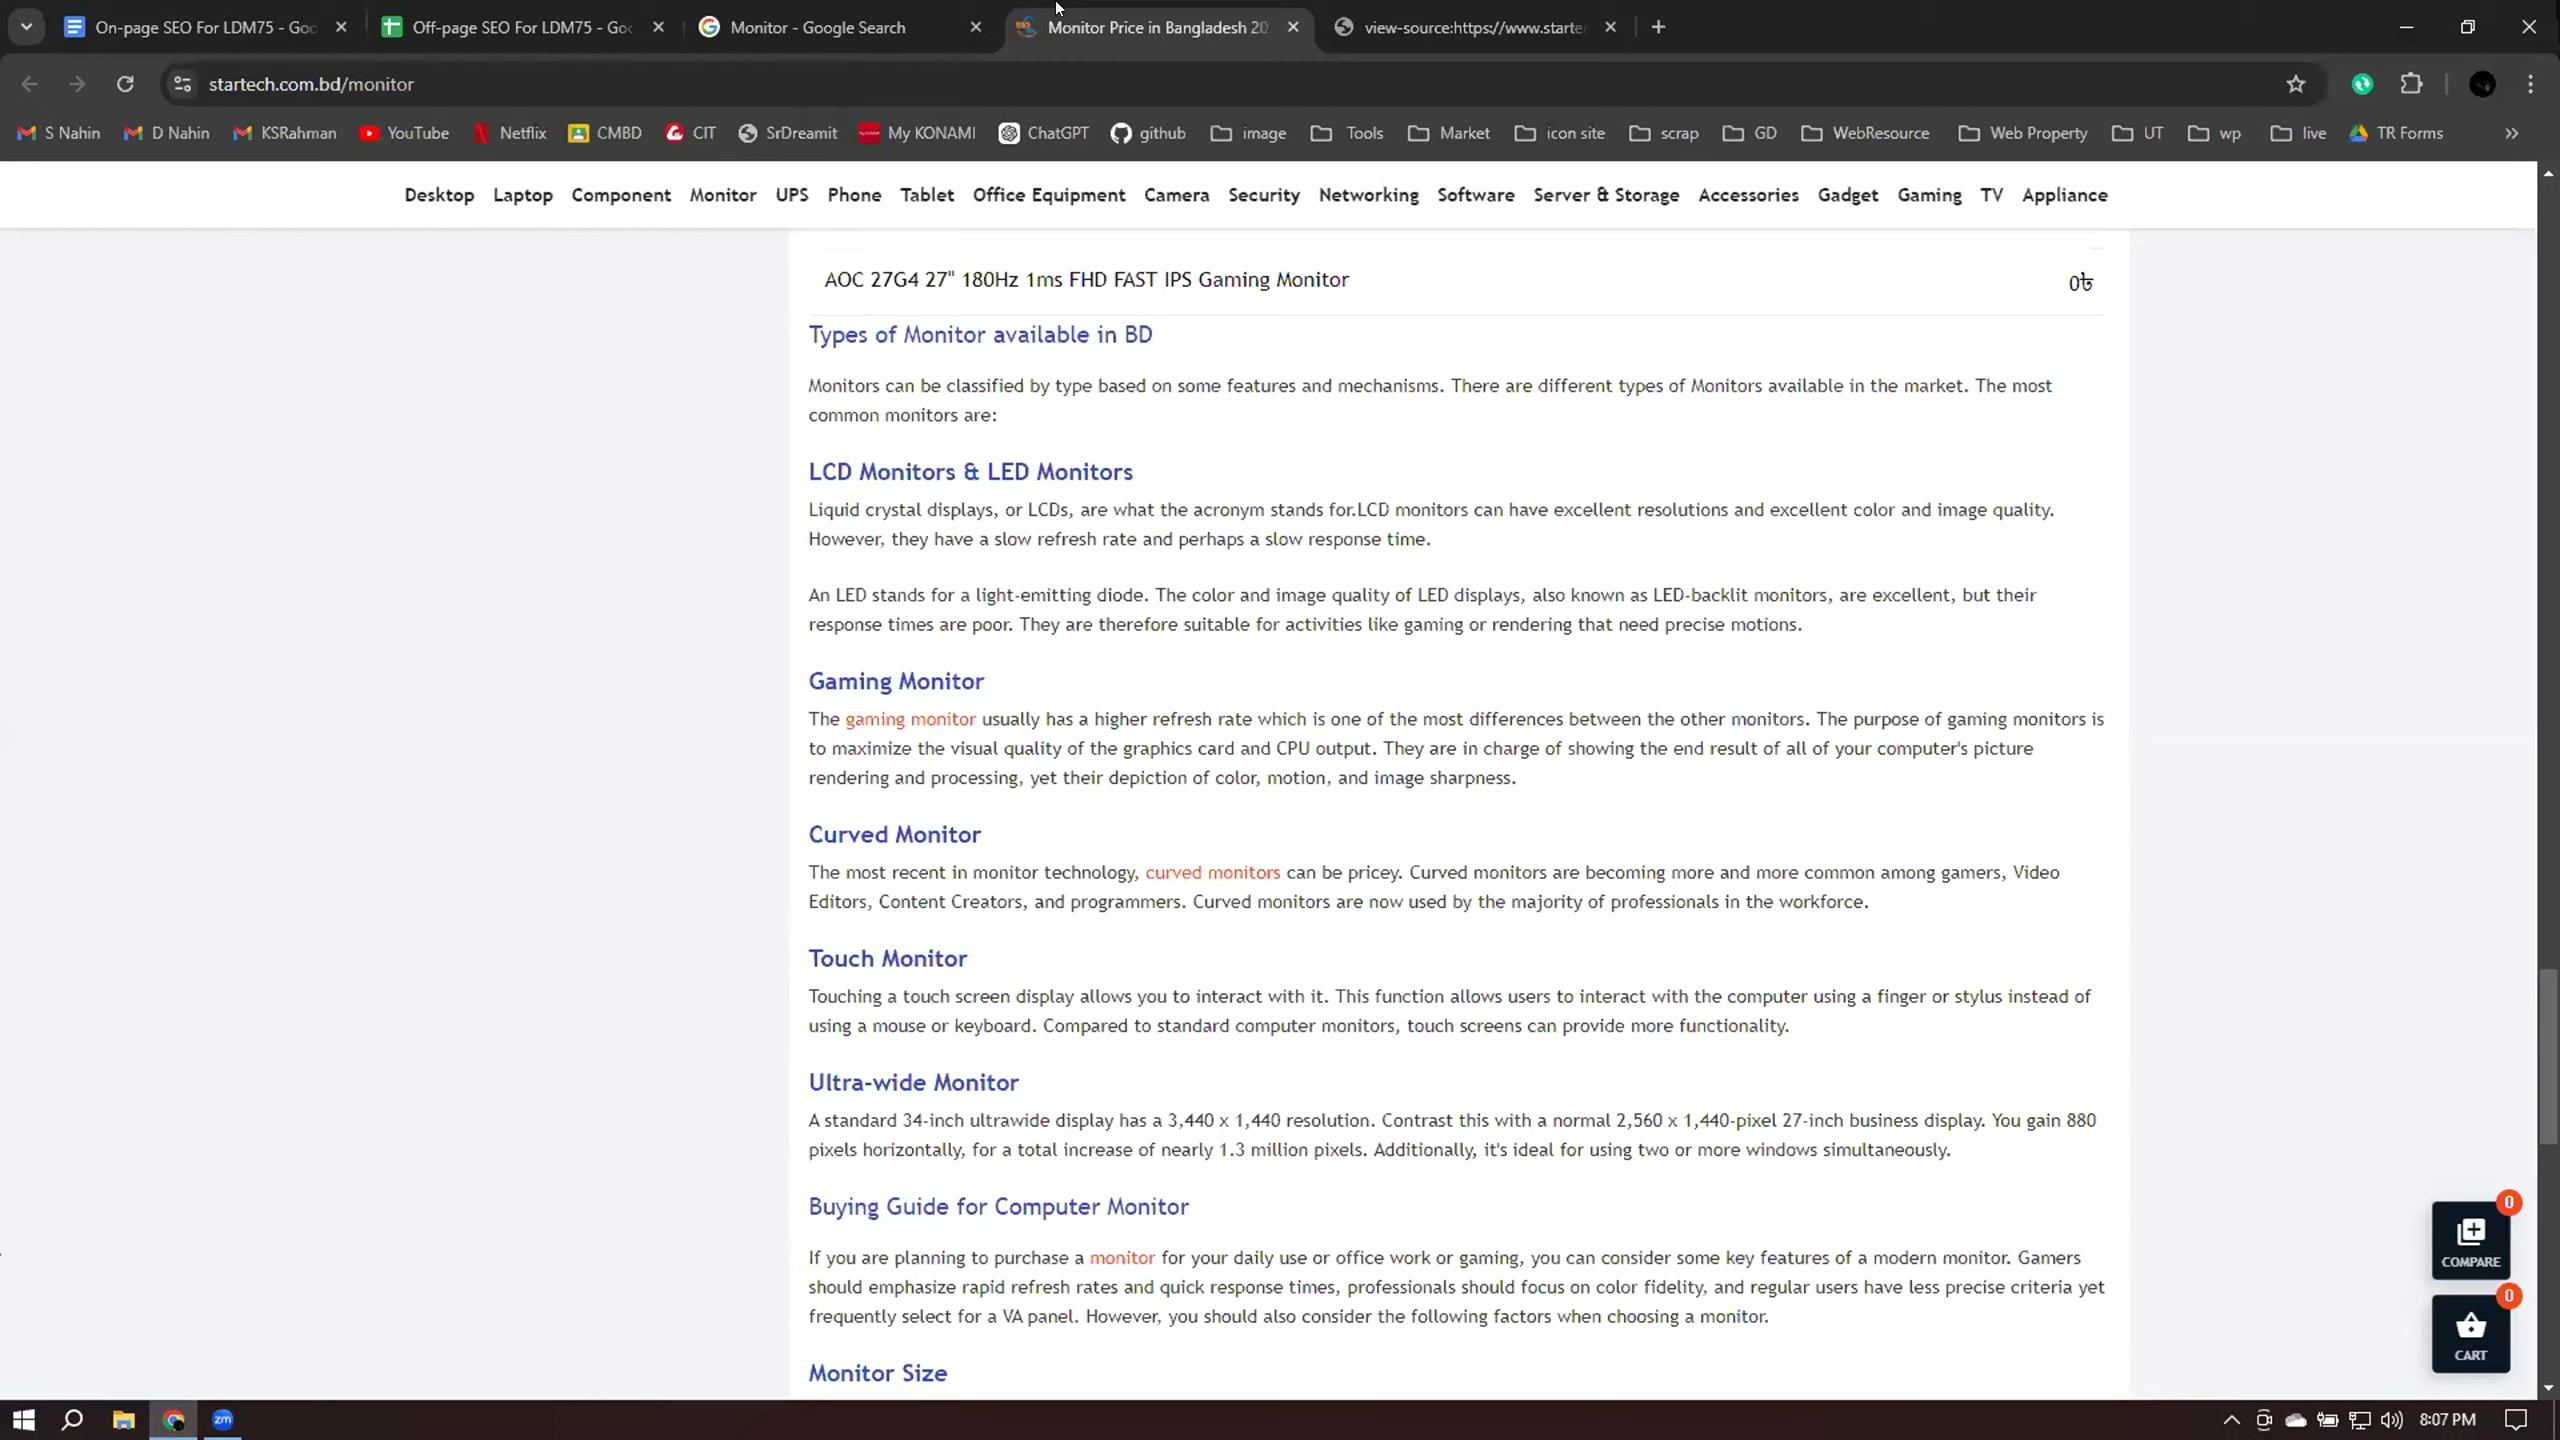 On-page SEO For LDM75 - Goo
Off-page SEO For LDM75 - Goo
Monitor - Google Search
Monitor Price in Bangladesh 20
view-source:https://www.starte
startech.com.bd/monitor
S Nahin
D Nahin
KSRahman
YouTube
Netflix
CMBD
CIT
SrDreamit
My KONAMI
ChatGPT
github
image
Tools
Market
icon site
scrap
GD
WebResource
Web Property
UT
wp
live
TR Forms
Desktop Laptop Component Monitor UPS Phone Tablet Office Equipment Camera Security Networking Software Server & Storage Accessories Gadget Gaming TV Appliance
AOC 27G4 27" 180Hz 1ms FHD FAST IPS Gaming Monitor
0৳
Types of Monitor available in BD
Monitors can be classified by type based on some features and mechanisms. There are different types of Monitors available in the market. The most
common monitors are:
LCD Monitors & LED Monitors
Liquid crystal displays, or LCDs, are what the acronym stands for.LCD monitors can have excellent resolutions and excellent color and image quality.
However, they have a slow refresh rate and perhaps a slow response time.
An LED stands for a light-emitting diode. The color and image quality of LED displays, also known as LED-backlit monitors, are excellent, but their
response times are poor. They are therefore suitable for activities like gaming or rendering that need precise motions.
Gaming Monitor
The gaming monitor usually has a higher refresh rate which is one of the most differences between the other monitors. The purpose of gaming monitors is
to maximize the visual quality of the graphics card and CPU output. They are in charge of showing the end result of all of your computer's picture
rendering and processing, yet their depiction of color, motion, and image sharpness.
Curved Monitor
The most recent in monitor technology, curved monitors can be pricey. Curved monitors are becoming more and more common among gamers, Video
Editors, Content Creators, and programmers. Curved monitors are now used by the majority of professionals in the workforce.
Touch Monitor
Touching a touch screen display allows you to interact with it. This function allows users to interact with the computer using a finger or stylus instead of
using a mouse or keyboard. Compared to standard computer monitors, touch screens can provide more functionality.
Ultra-wide Monitor
A standard 34-inch ultrawide display has a 3,440 x 1,440 resolution. Contrast this with a normal 2,560 x 1,440-pixel 27-inch business display. You gain 880
pixels horizontally, for a total increase of nearly 1.3 million pixels. Additionally, it's ideal for using two or more windows simultaneously.
Buying Guide for Computer Monitor
If you are planning to purchase a monitor for your daily use or office work or gaming, you can consider some key features of a modern monitor. Gamers
should emphasize rapid refresh rates and quick response times, professionals should focus on color fidelity, and regular users have less precise criteria yet
frequently select for a VA panel. However, you should also consider the following factors when choosing a monitor.
Monitor Size
0
COMPARE
0
CART
zm
8:07 PM